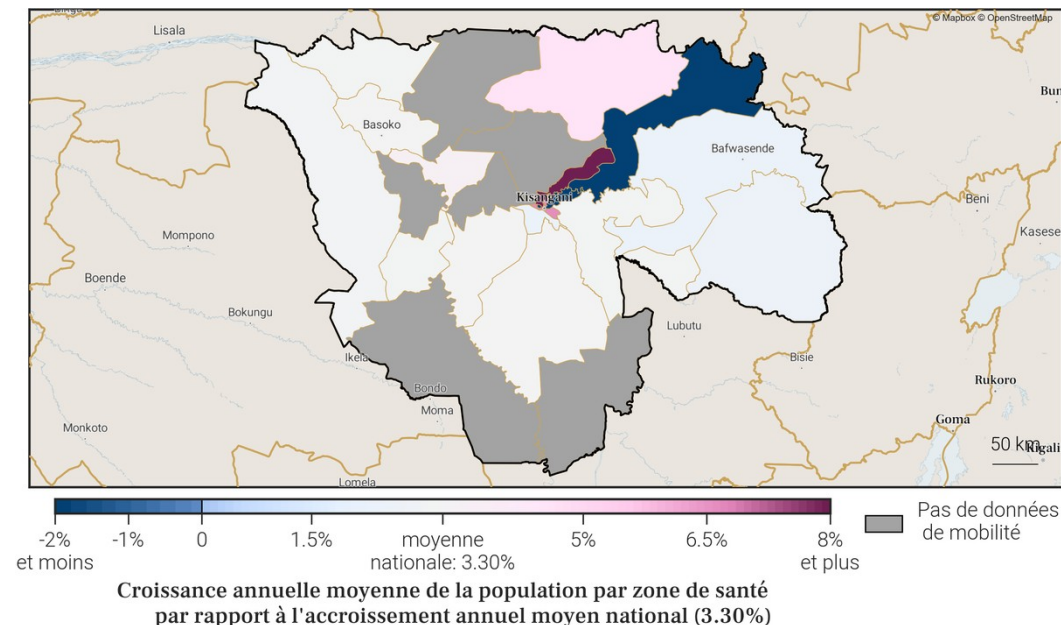 © Mapbox © OpenStreetMap
Lisala
Bun
Basoko
Bafwasende
Kisangani
Beni
Mompono
Kasese
Boende
Bokungu
Lubutu
Ikela
Bisie
Bondo
Rukoro
Moma
Monkoto
Goma
50 km
Kigali
Lomela
-2%
et moins
-1%
0
1.5%
moyenne
nationale: 3.30%
5%
6.5%
8%
et plus
Pas de données
de mobilité
Croissance annuelle moyenne de la population par zone de santé
par rapport à l'accroissement annuel moyen national (3.30%)